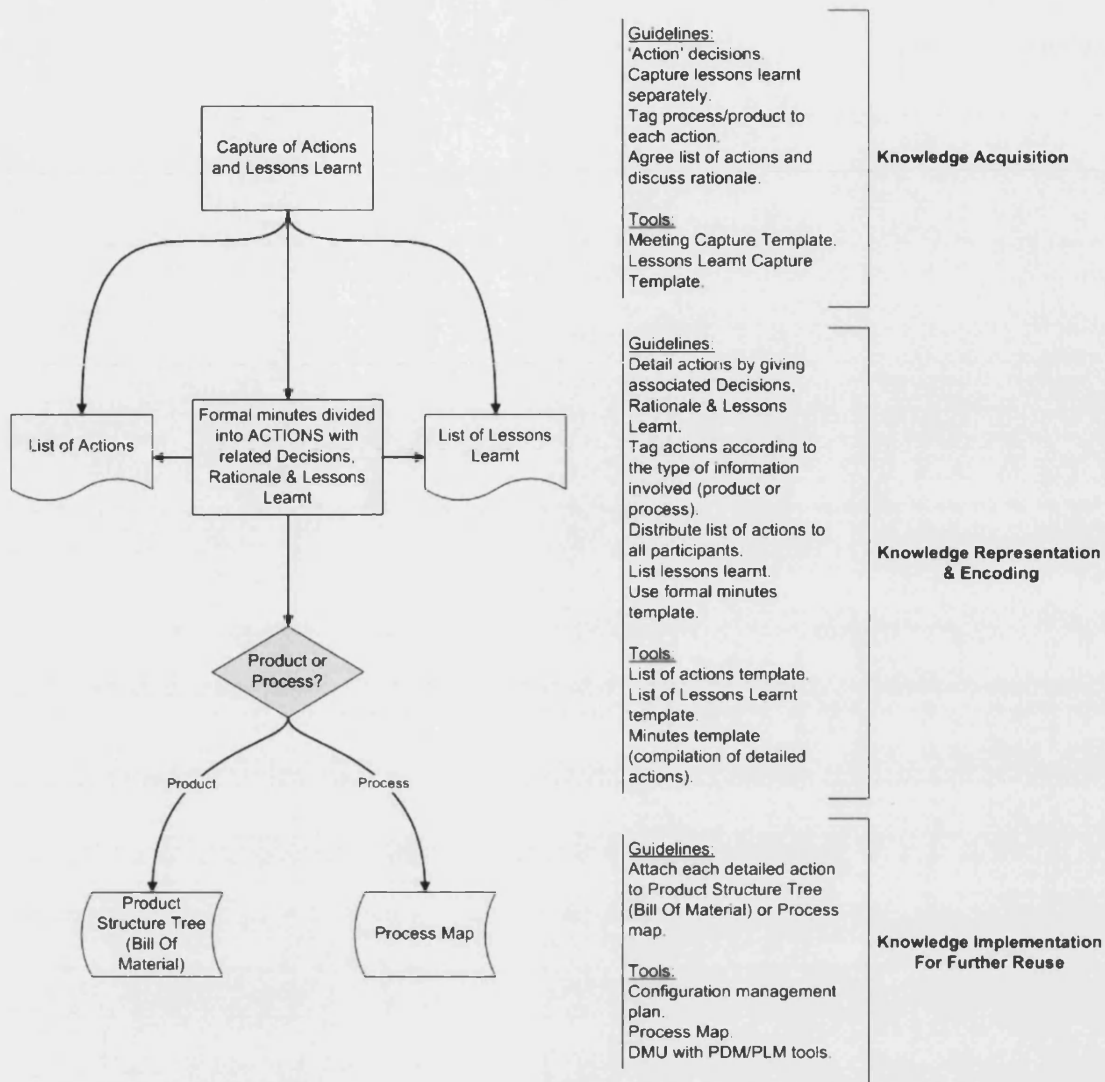 Capture of Actions
and Lessons Learnt
List of Actions
Formal minutes divided
into ACTIONS with
related Decisions,
Rationale & Lessons
Learnt
List of Lessons
Learnt
Product or
Process?
Product
Process
Product
Structure Tree
(Bill Of
Material)
Process Map
Guidelines:
'Action' decisions.
Capture lessons learnt
separately.
Tag process/product to
each action.
Agree list of actions and
discuss rationale.
Tools:
Meeting Capture Template.
Lessons Learnt Capture
Template.
Knowledge Acquisition
Guidelines:
Detail actions by giving
associated Decisions,
Rationale & Lessons
Learnt.
Tag actions according to
the type of information
involved (product or
process).
Distribute list of actions to
all participants.
List lessons learnt.
Use formal minutes
template.
Tools:
List of actions template.
List of Lessons Learnt
template.
Minutes template
(compilation of detailed
actions).
Knowledge Representation
& Encoding
Guidelines:
Attach each detailed action
to Product Structure Tree
(Bill Of Material) or Process
map.
Tools:
Configuration management
plan.
Process Map.
DMU with PDM/PLM tools.
Knowledge Implementation
For Further Reuse